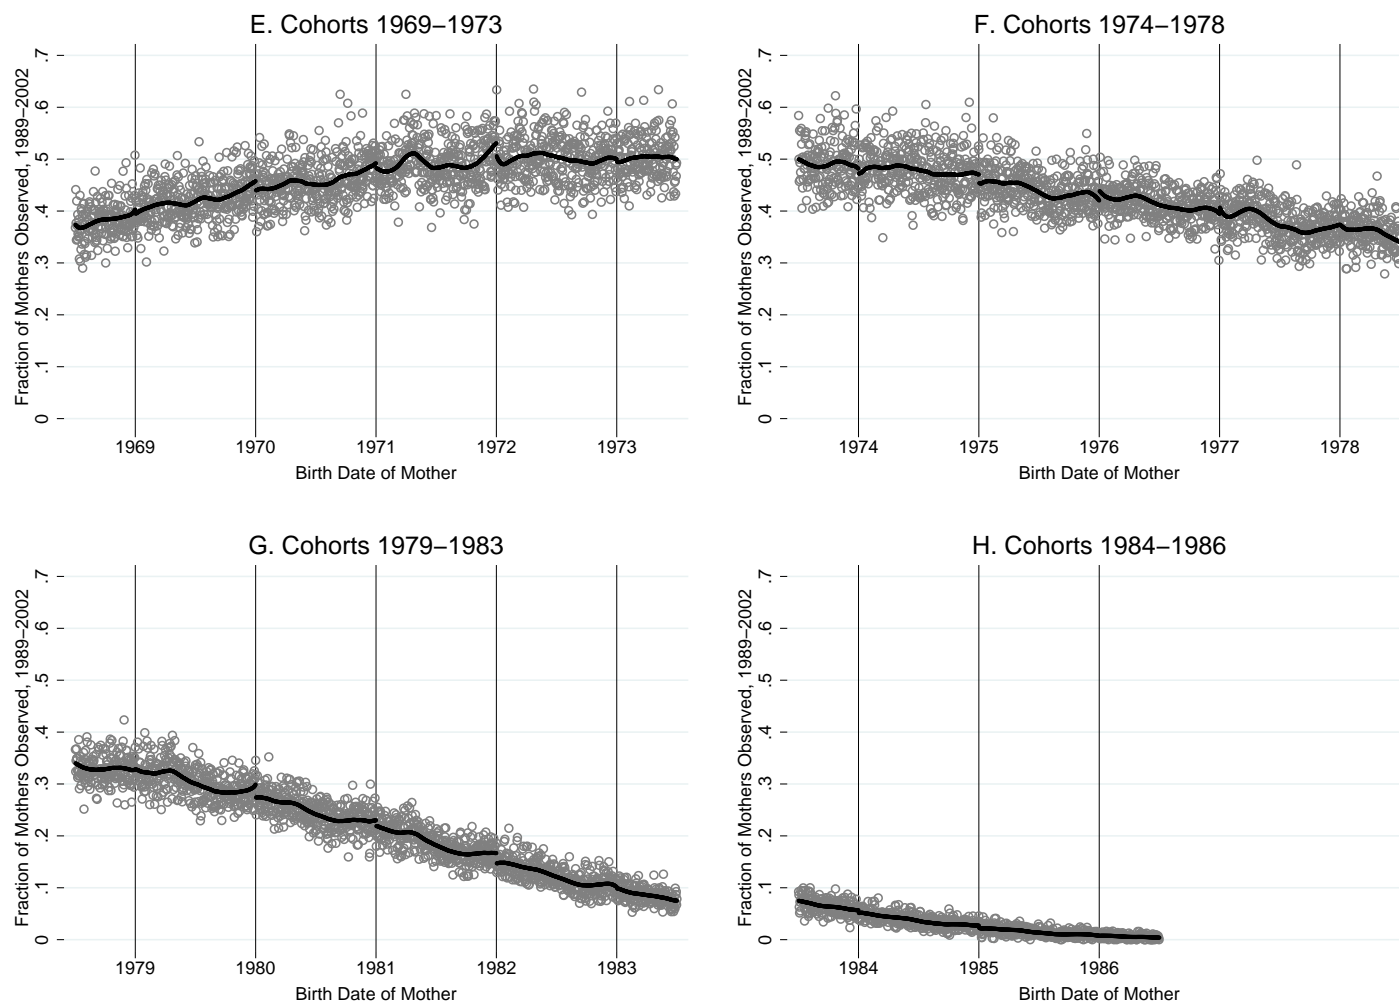 E. Cohorts 1969–1973
Fraction of Mothers Observed, 1989–2002
.7
.6
.5
.4
.3
.2
.1
0
1969 1970 1971 1972 1973
Birth Date of Mother
F. Cohorts 1974–1978
Fraction of Mothers Observed, 1989–2002
.7
.6
.5
.4
.3
.2
.1
0
1974 1975 1976 1977 1978
Birth Date of Mother
G. Cohorts 1979–1983
Fraction of Mothers Observed, 1989–2002
.7
.6
.5
.4
.3
.2
.1
0
1979 1980 1981 1982 1983
Birth Date of Mother
H. Cohorts 1984–1986
Fraction of Mothers Observed, 1989–2002
.7
.6
.5
.4
.3
.2
.1
0
1984 1985 1986
Birth Date of Mother